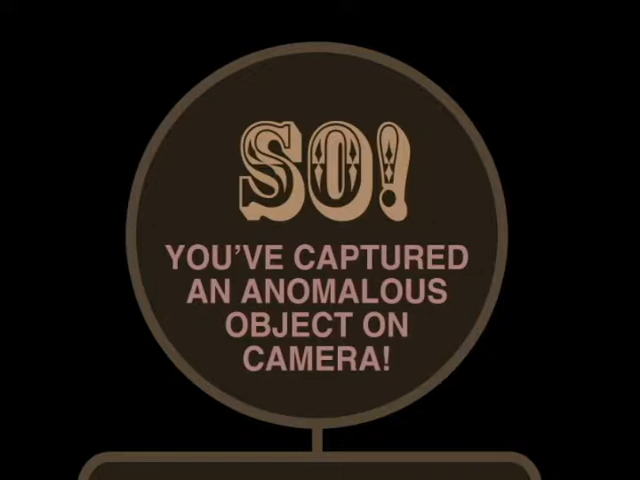 SO!
YOU'VE CAPTURED
AN ANOMALOUS
OBJECT ON
CAMERA!